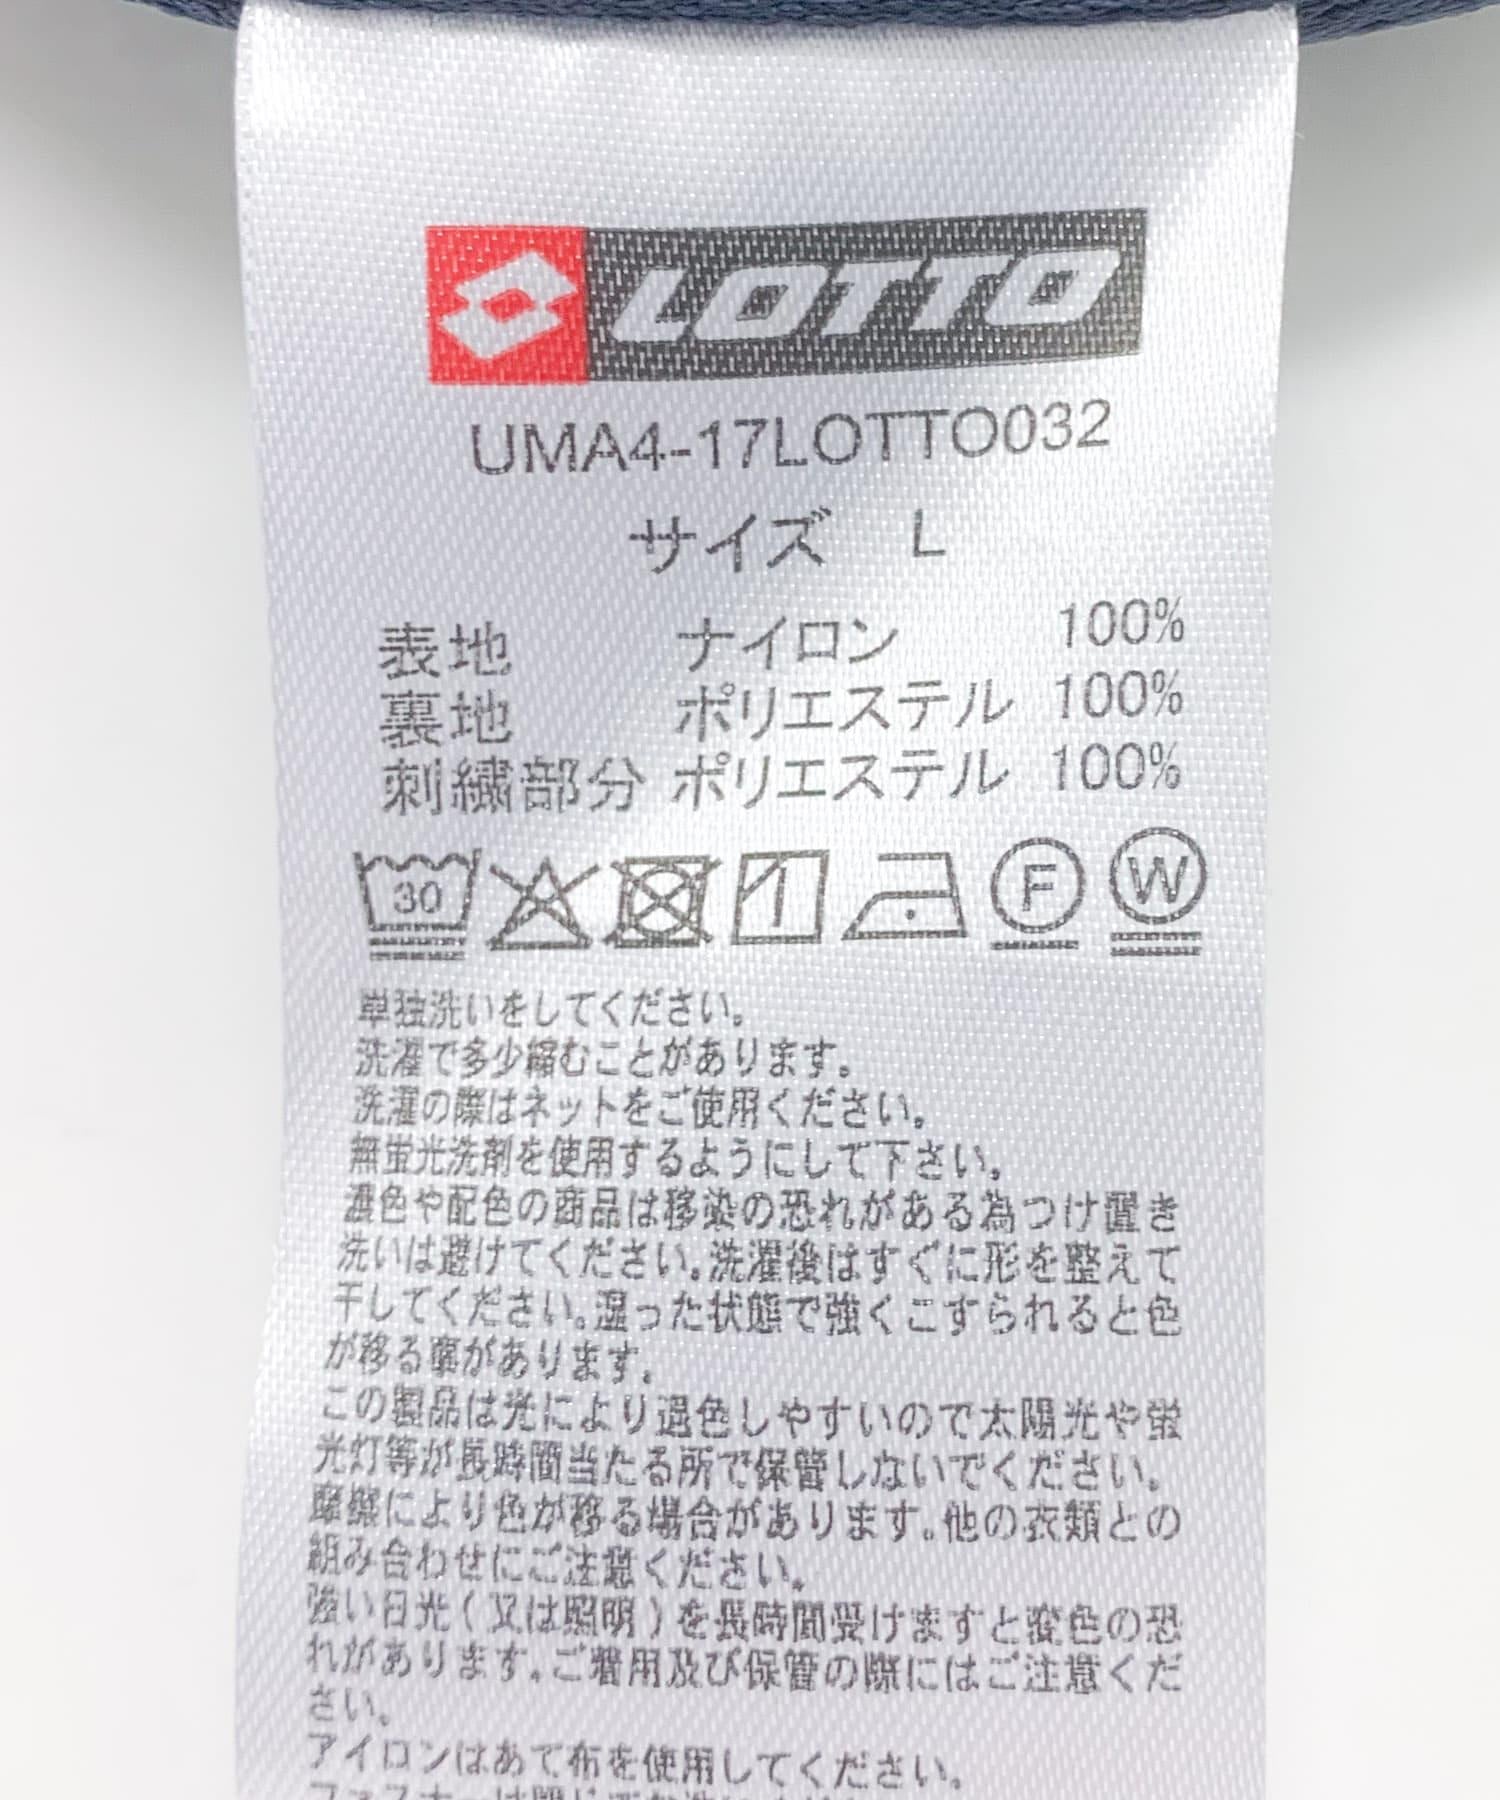 LOTTO
UMA4-17LOTTO032
サイズ L
表地 ナイロン 100%
裏地 ポリエステル 100%
刺繍部分 ポリエステル 100%
30 F W
単独洗いをしてください。
洗濯で多少縮むことがあります。
洗濯の際はネットをご使用ください。
無蛍光洗剤を使用するようにして下さい。
濃色や配色の商品は移染の恐れがある為つけ置き
洗いは避けてください。洗濯後はすぐに形を整えて
干してください。湿った状態で強くこすられると色
が移る事があります。
この製品は光により退色しやすいので太陽光や蛍
光灯等が長時間当たる所で保管しないでください。
摩擦により色が移る場合があります。他の衣類との
組み合わせにご注意ください。
強い日光(又は照明)を長時間受けますと変色の恐
れがあります。ご着用及び保管の際にはご注意くだ
さい。
アイロンはあて布を使用してください。